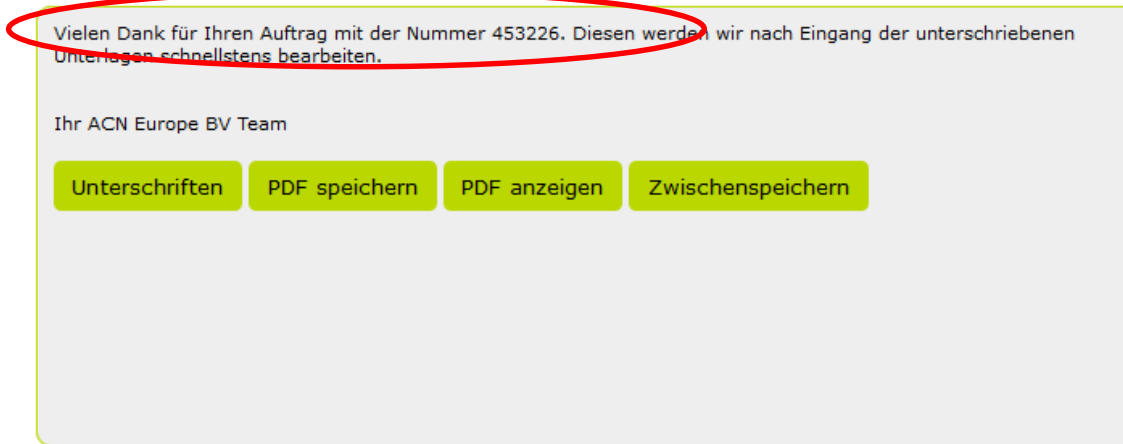 Vielen Dank für Ihren Auftrag mit der Nummer 453226. Diesen werden wir nach Eingang der unterschriebenen
Unterlagen schnellstens bearbeiten.
Ihr ACN Europe BV Team
Unterschriften PDF speichern PDF anzeigen Zwischenspeichern